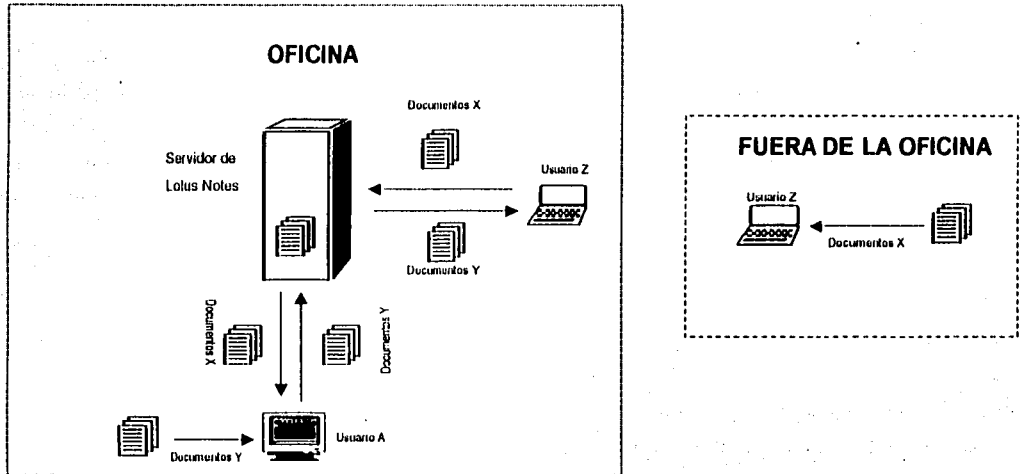 OFICINA
Documentos X
Servidor de
Lotus Notes
Usuario Z
Documentos Y
Documentos X
Documentos Y
Usuario A
Documentos Y
FUERA DE LA OFICINA
Usuario Z
Documentos X